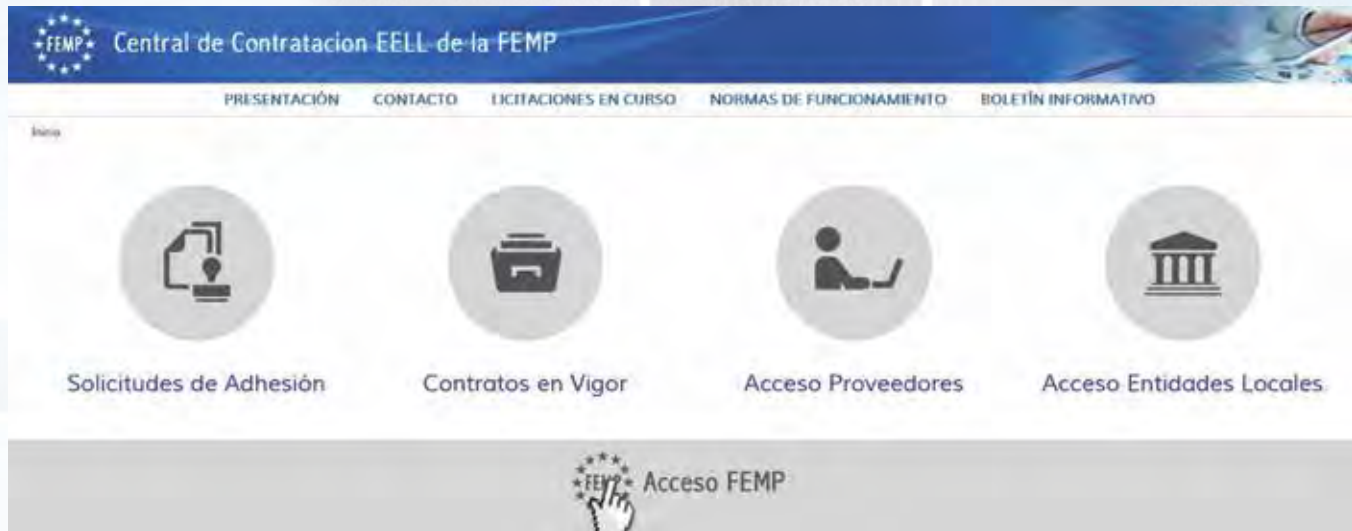 FEMP Central de Contratacion EELL de la FEMP
PRESENTACIÓN CONTACTO LICITACIONES EN CURSO NORMAS DE FUNCIONAMIENTO BOLETÍN INFORMATIVO
Inicio
Solicitudes de Adhesión Contratos en Vigor Acceso Proveedores Acceso Entidades Locales
FEMP Acceso FEMP